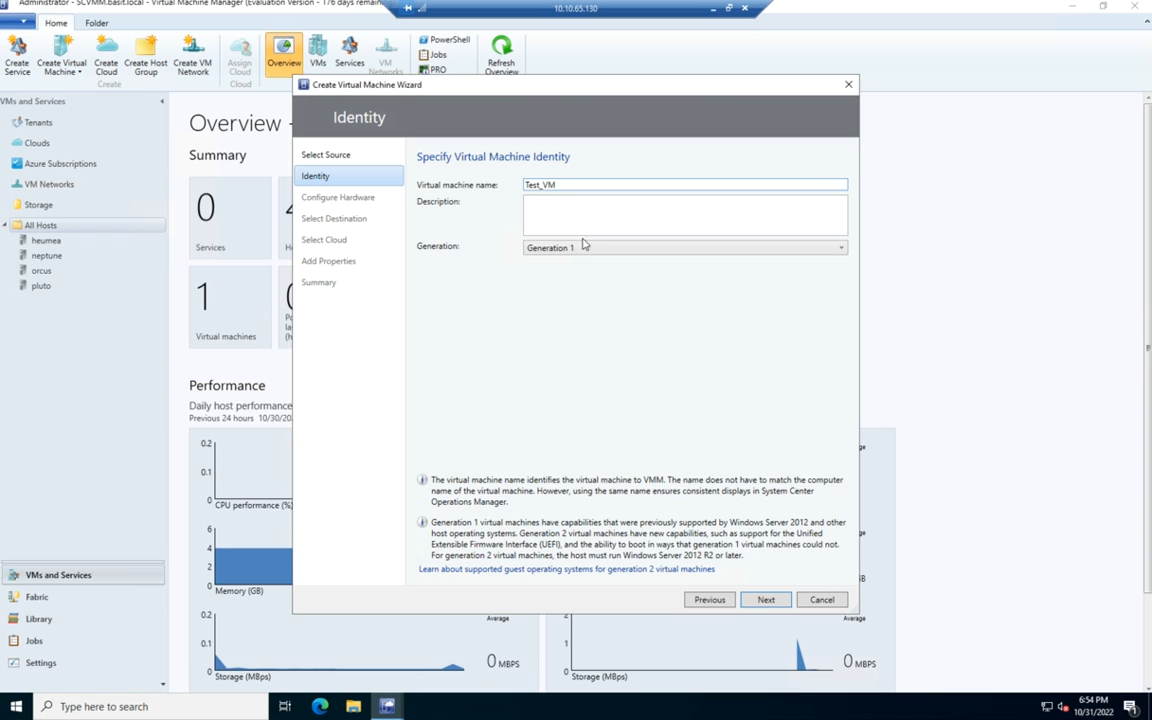 Administrator - SCVMM.basit.local - Virtual Machine Manager (Evaluation Version - 176 days remain
10.10.65.130
Home
Folder
Create Service
Create Virtual Machine
Create Cloud
Create Host Group
Create VM Network
Create
Assign Cloud
Cloud
Overview
VMs
Services
VM Networks
PowerShell
Jobs
PRO
Refresh Overview
VMs and Services
Tenants
Clouds
Azure Subscriptions
VM Networks
Storage
All Hosts
heumea
neptune
orcus
pluto
VMs and Services
Fabric
Library
Jobs
Settings
Overview -
Summary
0
Services
1
Virtual machines
Performance
Daily host performance
Previous 24 hours 10/30/20
0.2
0.1
0
CPU performance (%)
6
4
2
0
Memory (GB)
0.2
0.1
0
Storage (MBps)
Average
0 MBPS
2
1
0
Storage (MBps)
Average
0 MBPS
Create Virtual Machine Wizard
Identity
Select Source
Identity
Configure Hardware
Select Destination
Select Cloud
Add Properties
Summary
Specify Virtual Machine Identity
Virtual machine name:
Test_VM
Description:
Generation:
Generation 1
The virtual machine name identifies the virtual machine to VMM. The name does not have to match the computer
name of the virtual machine. However, using the same name ensures consistent displays in System Center
Operations Manager.
Generation 1 virtual machines have capabilities that were previously supported by Windows Server 2012 and other
host operating systems. Generation 2 virtual machines have new capabilities, such as support for the Unified
Extensible Firmware Interface (UEFI), and the ability to boot in ways that generation 1 virtual machines could not.
For generation 2 virtual machines, the host must run Windows Server 2012 R2 or later.
Learn about supported guest operating systems for generation 2 virtual machines
Previous
Next
Cancel
Type here to search
6:54 PM
10/31/2022